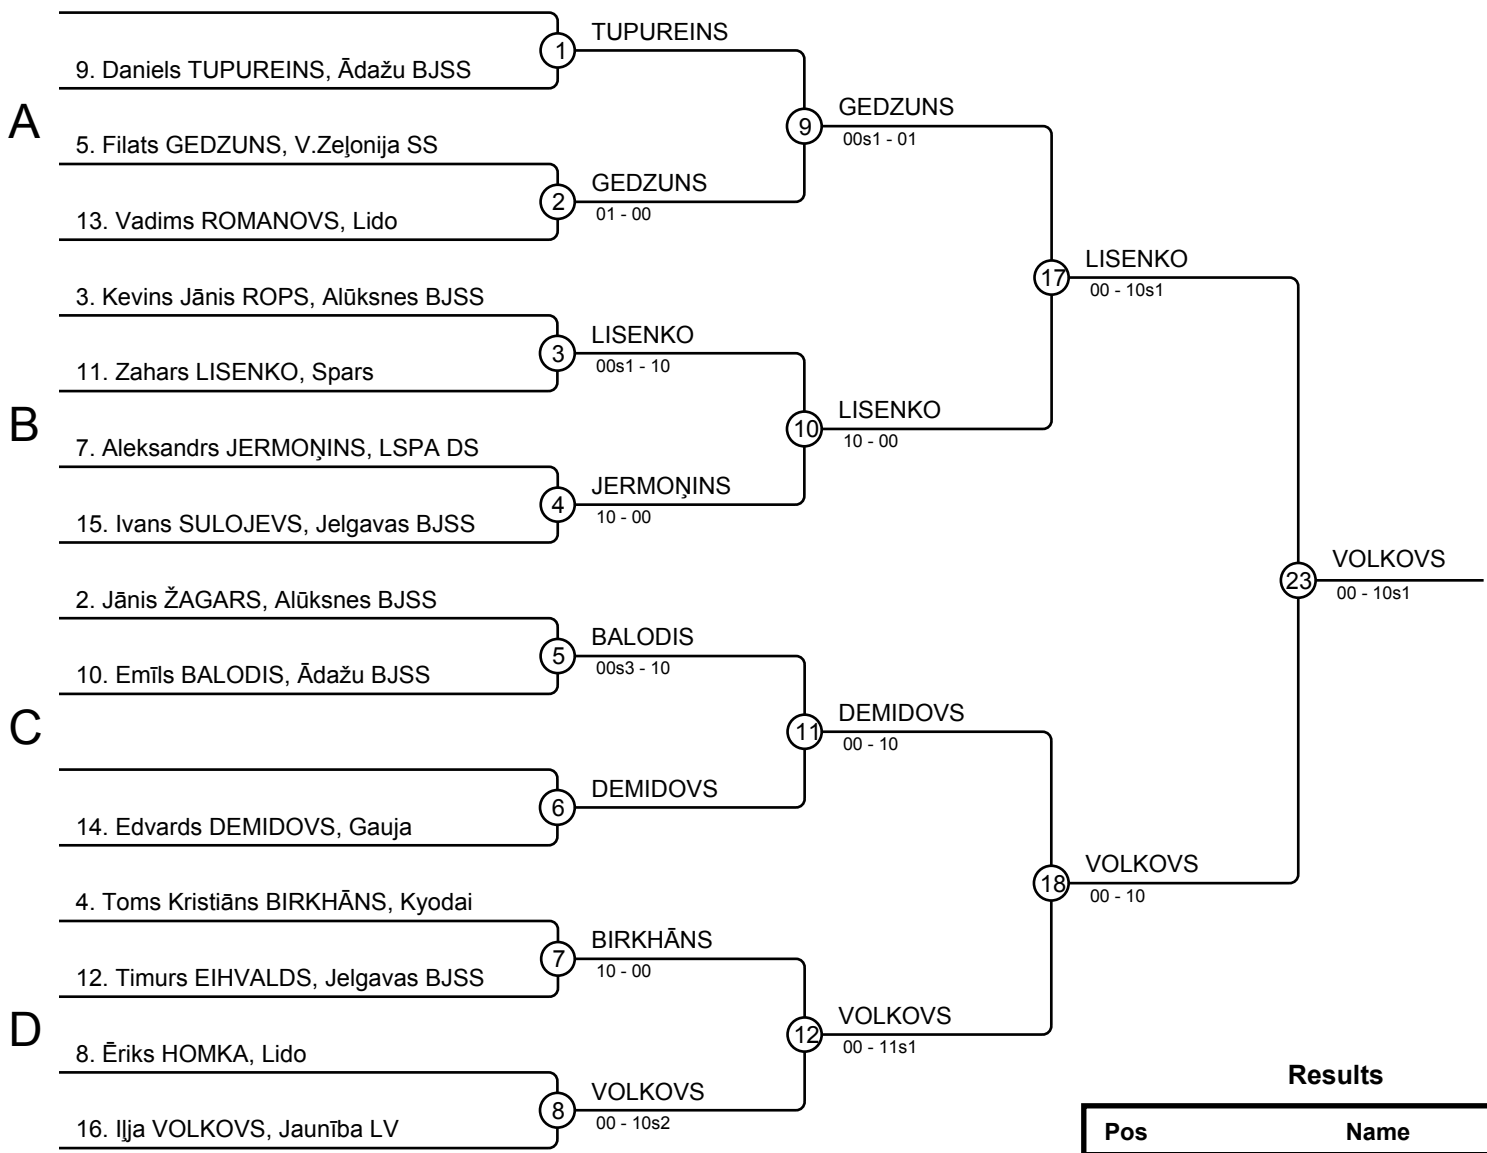 TUPUREINS
1
9. Daniels TUPUREINS, Ādažu BJSS
A
GEDZUNS
9
00s1 - 01
5. Filats GEDZUNS, V.Zeļonija SS
GEDZUNS
2
01 - 00
13. Vadims ROMANOVS, Lido
LISENKO
17
00 - 10s1
3. Kevins Jānis ROPS, Alūksnes BJSS
LISENKO
3
00s1 - 10
11. Zahars LISENKO, Spars
B
LISENKO
10
10 - 00
7. Aleksandrs JERMOŅINS, LSPA DS
JERMOŅINS
4
10 - 00
15. Ivans SULOJEVS, Jelgavas BJSS
VOLKOVS
23
00 - 10s1
2. Jānis ŽAGARS, Alūksnes BJSS
BALODIS
5
00s3 - 10
10. Emīls BALODIS, Ādažu BJSS
C
DEMIDOVS
11
00 - 10
DEMIDOVS
6
14. Edvards DEMIDOVS, Gauja
VOLKOVS
18
00 - 10
4. Toms Kristiāns BIRKHĀNS, Kyodai
BIRKHĀNS
7
10 - 00
12. Timurs EIHVALDS, Jelgavas BJSS
D
VOLKOVS
12
00 - 11s1
8. Ēriks HOMKA, Lido
VOLKOVS
8
00 - 10s2
16. Iļja VOLKOVS, Jaunība LV
Results
Pos Name